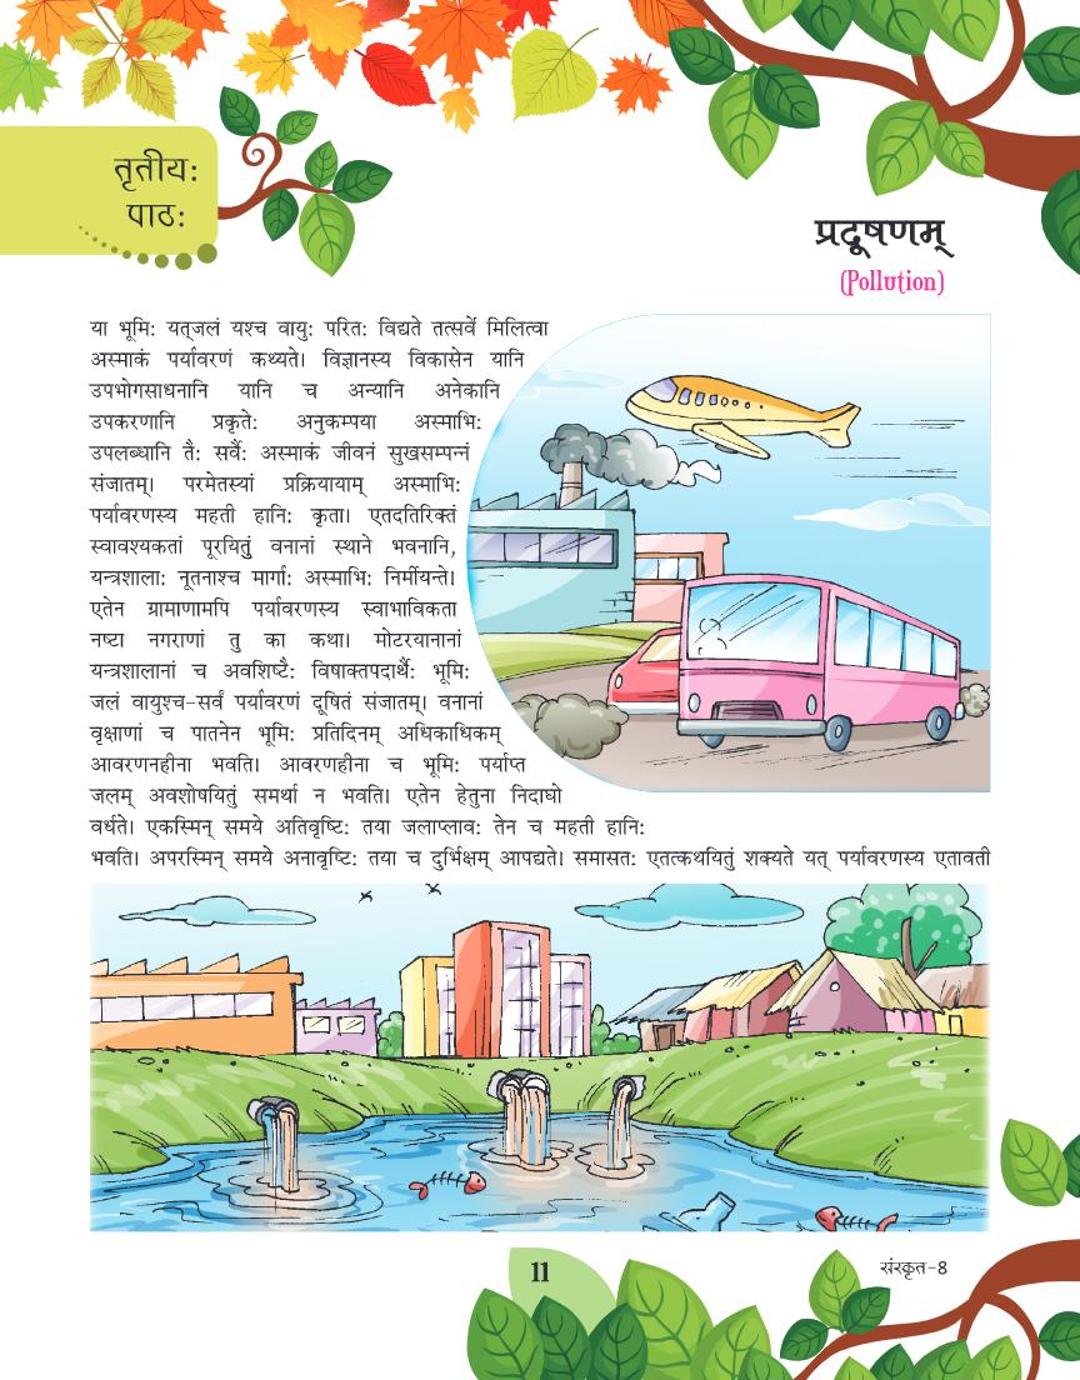 तृतीयः
पाठः
प्रदूषणम्
(Pollution)
या भूमिः यत्जलं यश्च वायुः परितः विद्यते तत्सर्वे मिलित्वा
अस्माकं पर्यावरणं कथ्यते। विज्ञानस्य विकासेन यानि
उपभोगसाधनानि यानि च अन्यानि अनेकानि
उपकरणानि प्रकृतेः अनुकम्पया अस्माभिः
उपलब्धानि तैः सर्वैः अस्माकं जीवनं सुखसम्पन्नं
संजातम्। परमेतस्यां प्रक्रियायाम् अस्माभिः
पर्यावरणस्य महती हानिः कृता। एतदतिरिक्तं
स्वावश्यकतां पूरयितुं वनानां स्थाने भवनानि,
यन्त्रशालाः नूतनाश्च मार्गाः अस्माभिः निर्मीयन्ते।
एतेन ग्रामाणामपि पर्यावरणस्य स्वाभाविकता
नष्टा नगराणां तु का कथा। मोटरयानानां
यन्त्रशालानां च अवशिष्टैः विषाक्तपदार्थैः भूमिः
जलं वायुश्च-सर्वं पर्यावरणं दूषितं संजातम्। वनानां
वृक्षाणां च पातनेन भूमिः प्रतिदिनम् अधिकाधिकम्
आवरणनहीना भवति। आवरणहीना च भूमिः पर्याप्त
जलम् अवशोषयितुं समर्था न भवति। एतेन हेतुना निदाघो
वर्धते। एकस्मिन् समये अतिवृष्टिः तया जलाप्लावः तेन च महती हानिः
भवति। अपरस्मिन् समये अनावृष्टिः तया च दुर्भिक्षम् आपद्यते। समासतः एतत्कथयितुं शक्यते यत् पर्यावरणस्य एतावती
11
संस्कृत-8